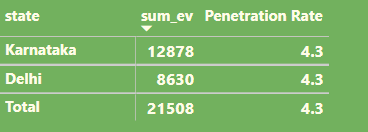 state sum_ev Penetration Rate
Karnataka 12878 4.3
Delhi 8630 4.3
Total 21508 4.3